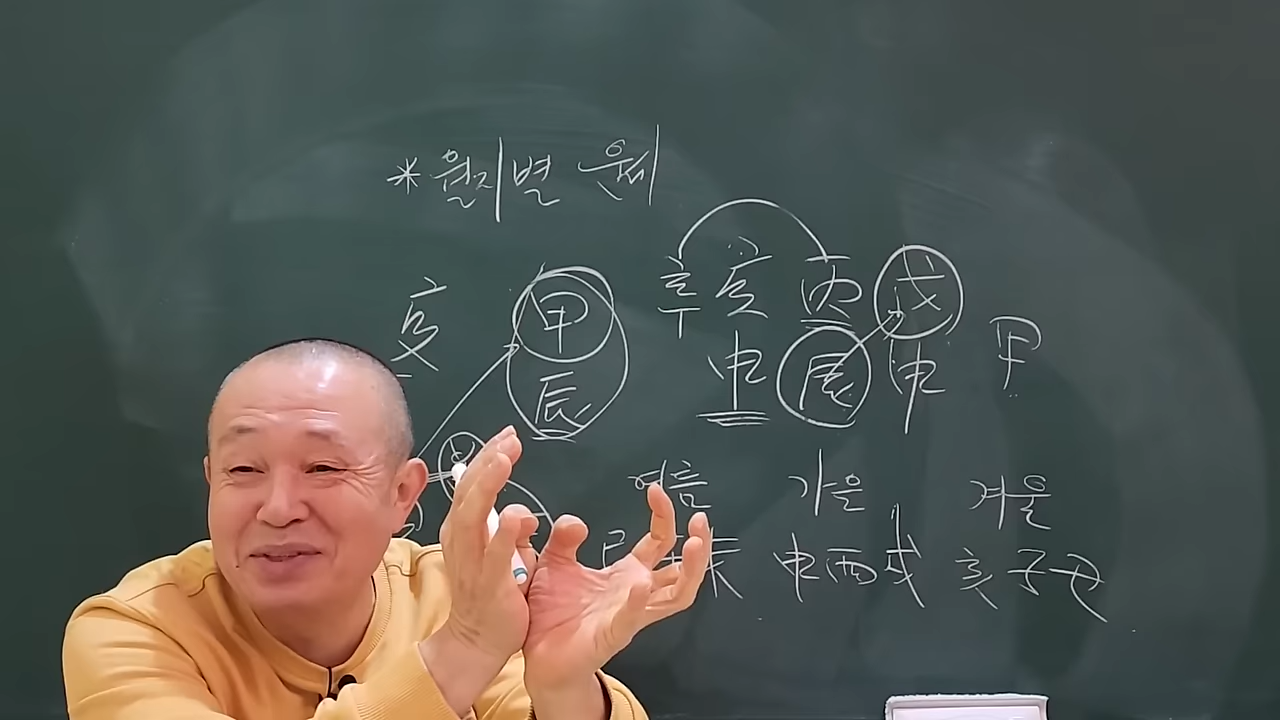 * 월지별 운세
亥 甲 辛 亥 丙 戊
辰 申 辰 申 甲
여름 가을 겨울
未 申酉戌 亥子丑